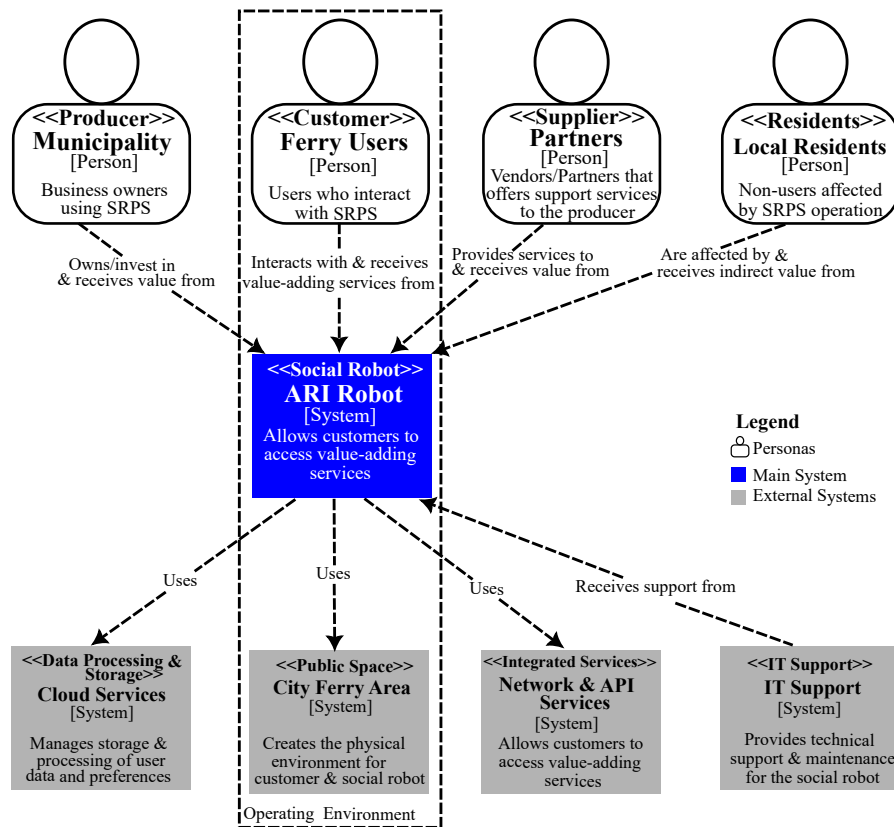 <<Producer>>
Municipality
[Person]
Business owners
using SRPS
<<Customer>>
Ferry Users
[Person]
Users who interact
with SRPS
<<Supplier>>
Partners
[Person]
Vendors/Partners that
offers support services
to the producer
<<Residents>
Local Residents
[Person]
Non-users affected
by SRPS operation
Owns/invest in
& receives value from
Interacts with & receives
value-adding services from
Provides services to
& receives value from
Are affected by &
receives indirect value from
<<Social Robot>>
ARI Robot
[System]
Allows customers to
access value-adding
services
Legend
Personas
Main System
External Systems
Uses
Uses
Uses
Receives support from
<<Data Processing &
Storage>>
Cloud Services
[System]
Manages storage &
processing of user
data and preferences
<<Public Space>>
City Ferry Area
[System]
Creates the physical
environment for
customer & social robot
<<Integrated Services>>
Network & API
Services
[System]
Allows customers to
access value-adding
services
<<IT Support>>
IT Support
[System]
Provides technical
support & maintenance
for the social robot
Operating Environment